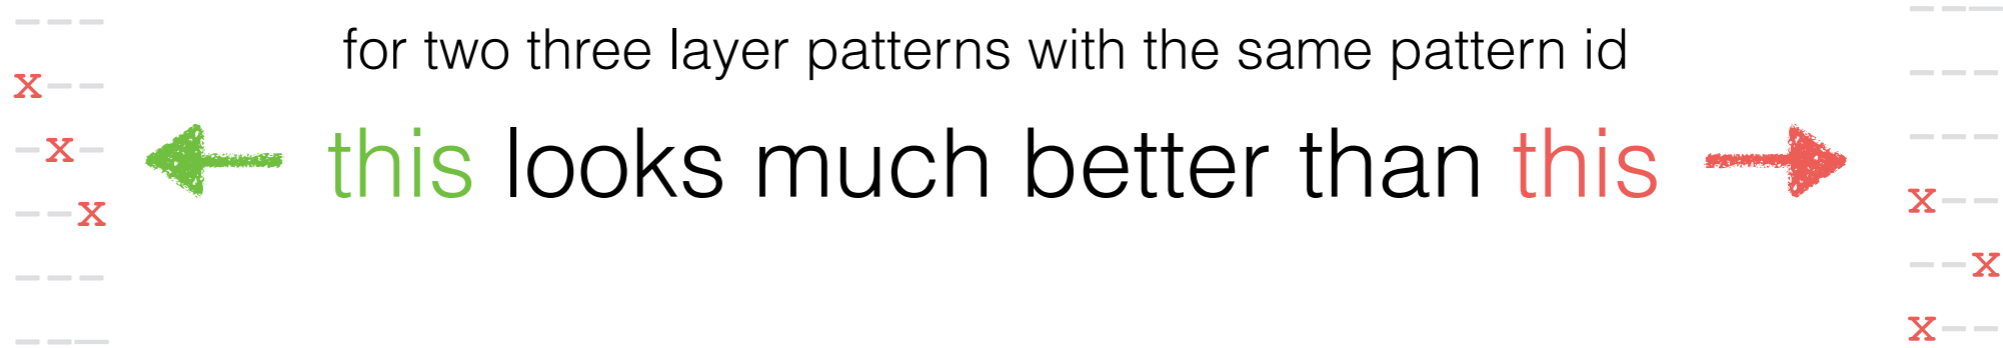 for two three layer patterns with the same pattern id
this looks much better than this
---
x--
-x-
--x
---
---
---
---
---
x--
--x
x--